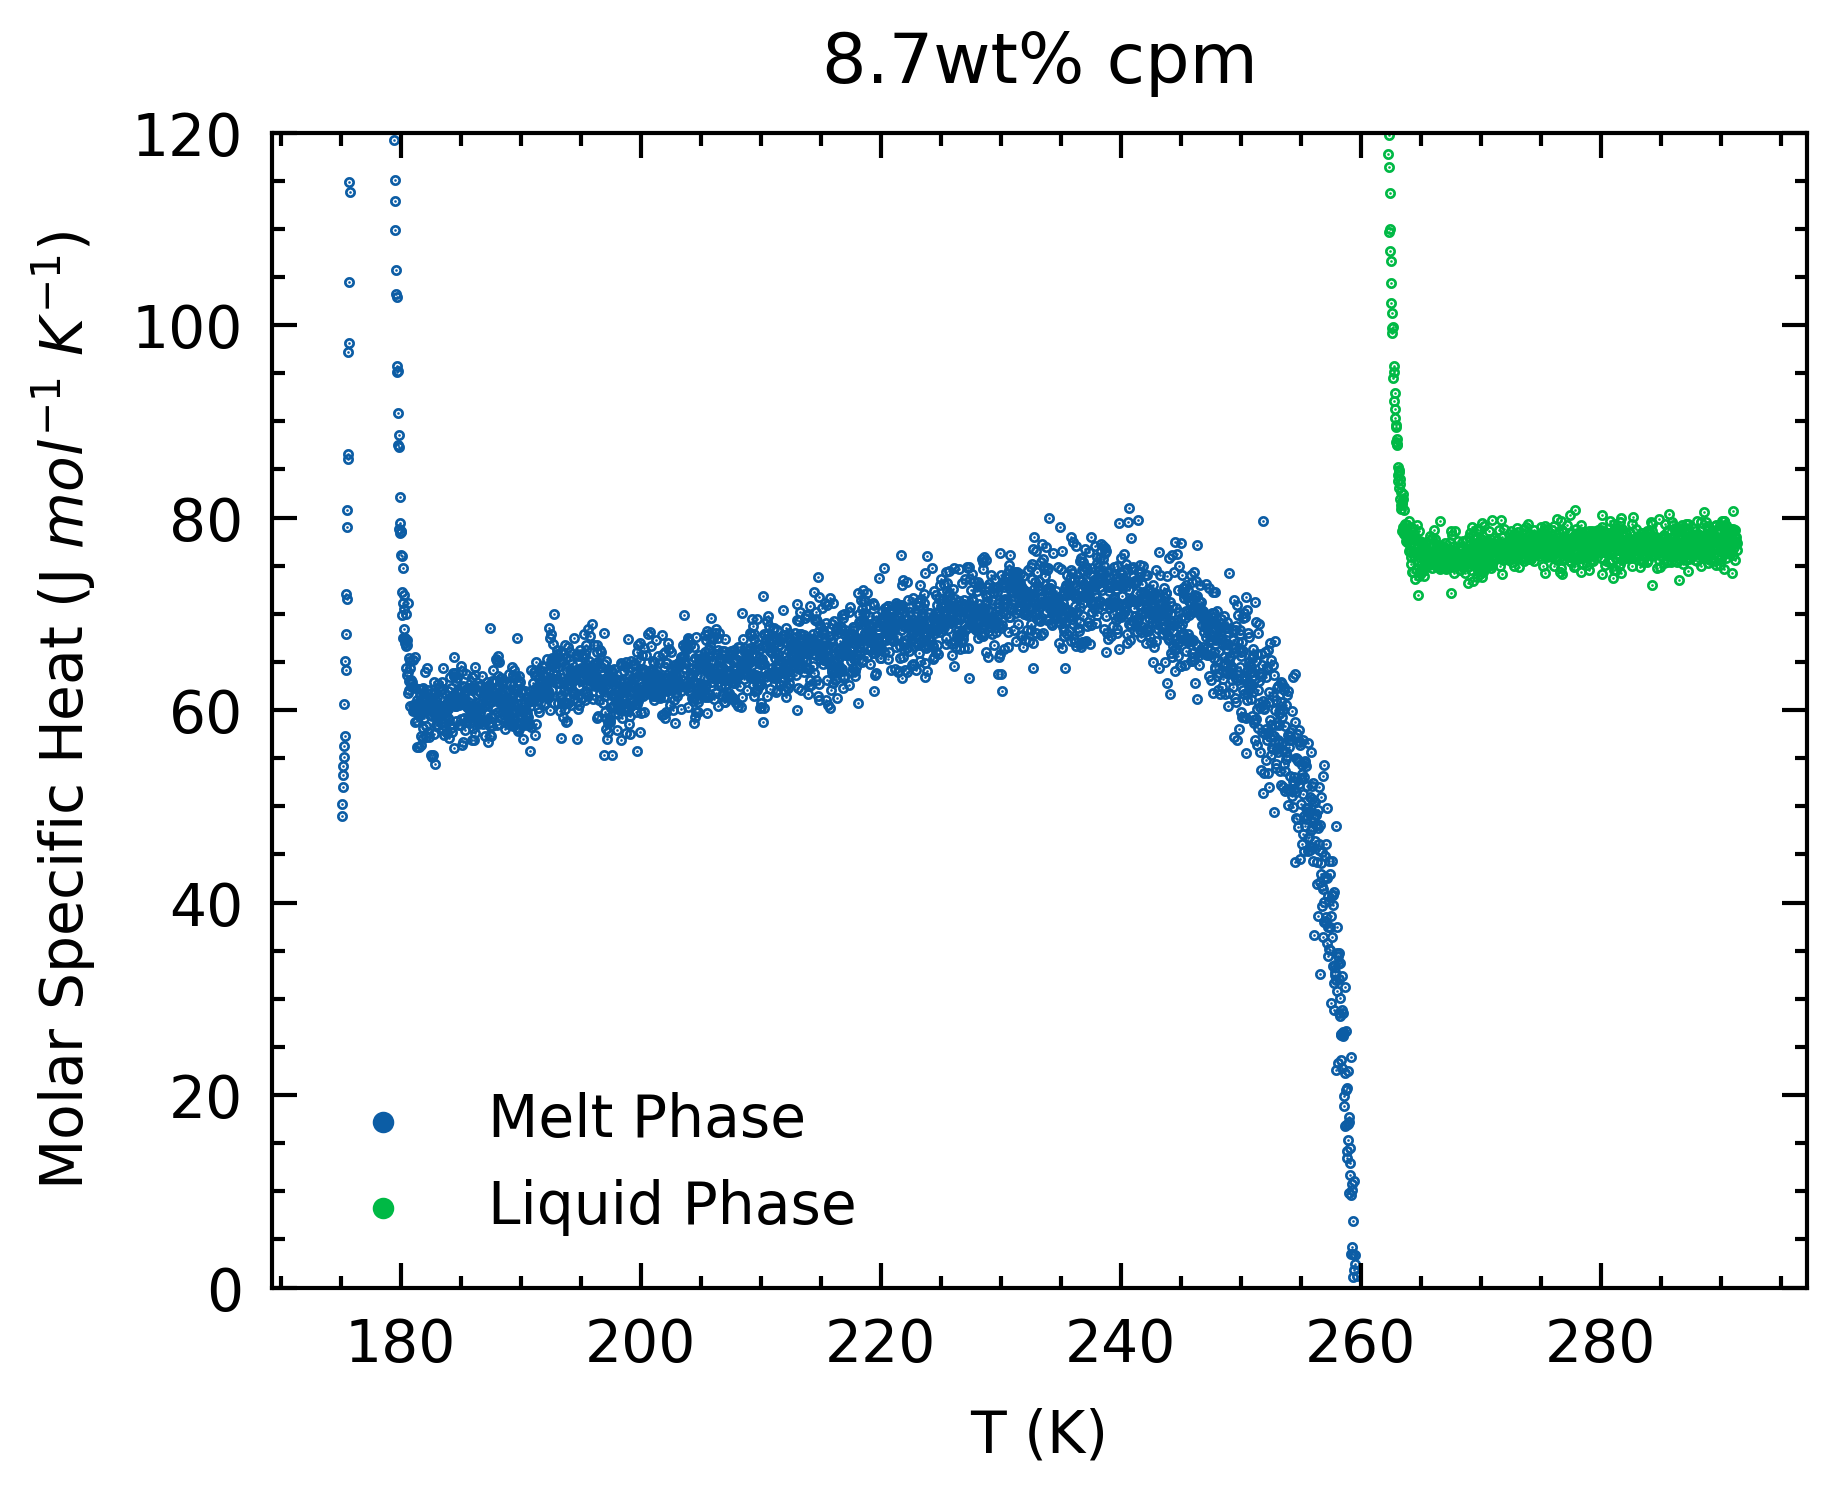 8.7wt% cpm
Molar Specific Heat (J mol⁻¹ K⁻¹)
120
100
80
60
40
20
0
Melt Phase
Liquid Phase
180 200 220 240 260 280
T (K)